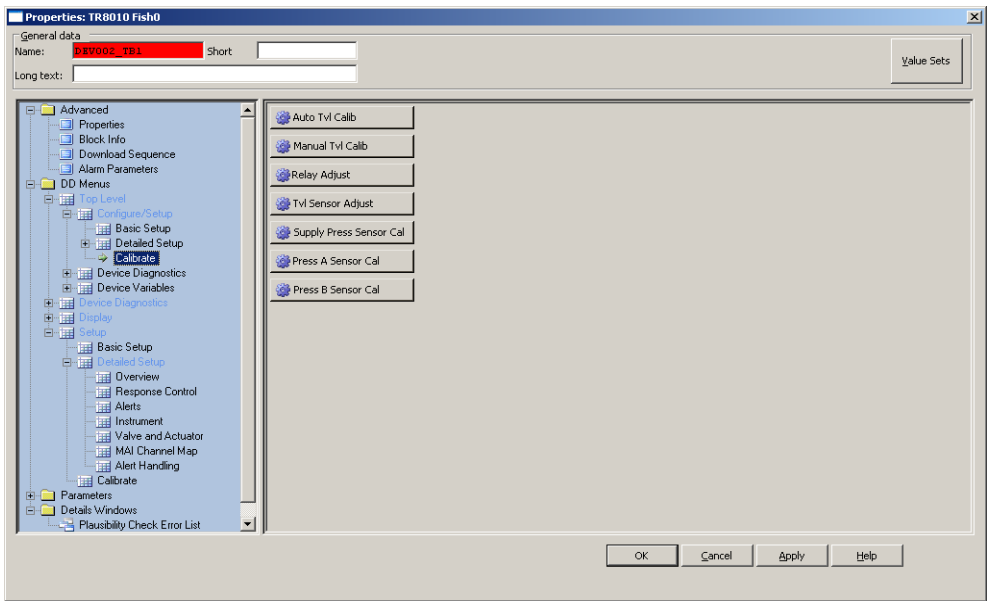 Properties: TR8010 Fish0
General data
Name: DEV002_TB1 Short
Long text:
Value Sets
Advanced
Properties
Block Info
Download Sequence
Alarm Parameters
DD Menus
Top Level
Configure/Setup
Basic Setup
Detailed Setup
Calibrate
Device Diagnostics
Device Variables
Device Diagnostics
Display
Setup
Basic Setup
Detailed Setup
Overview
Response Control
Alerts
Instrument
Valve and Actuator
MAI Channel Map
Alert Handling
Calibrate
Parameters
Details Windows
Plausibility Check Error List
Auto Tvl Calib
Manual Tvl Calib
Relay Adjust
Tvl Sensor Adjust
Supply Press Sensor Cal
Press A Sensor Cal
Press B Sensor Cal
OK Cancel Apply Help